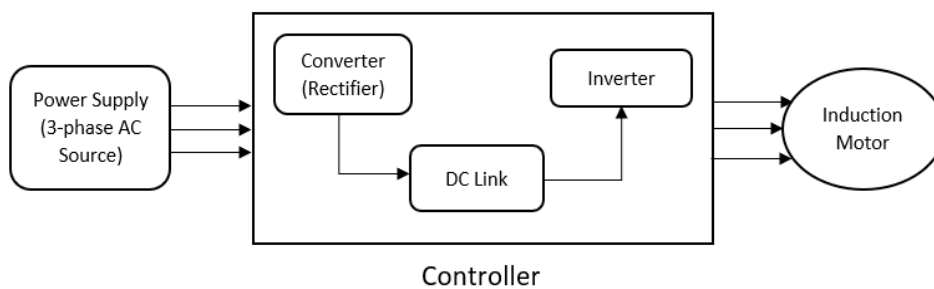 Power Supply
(3-phase AC
Source)
Converter
(Rectifier)
DC Link
Inverter
Induction
Motor
Controller